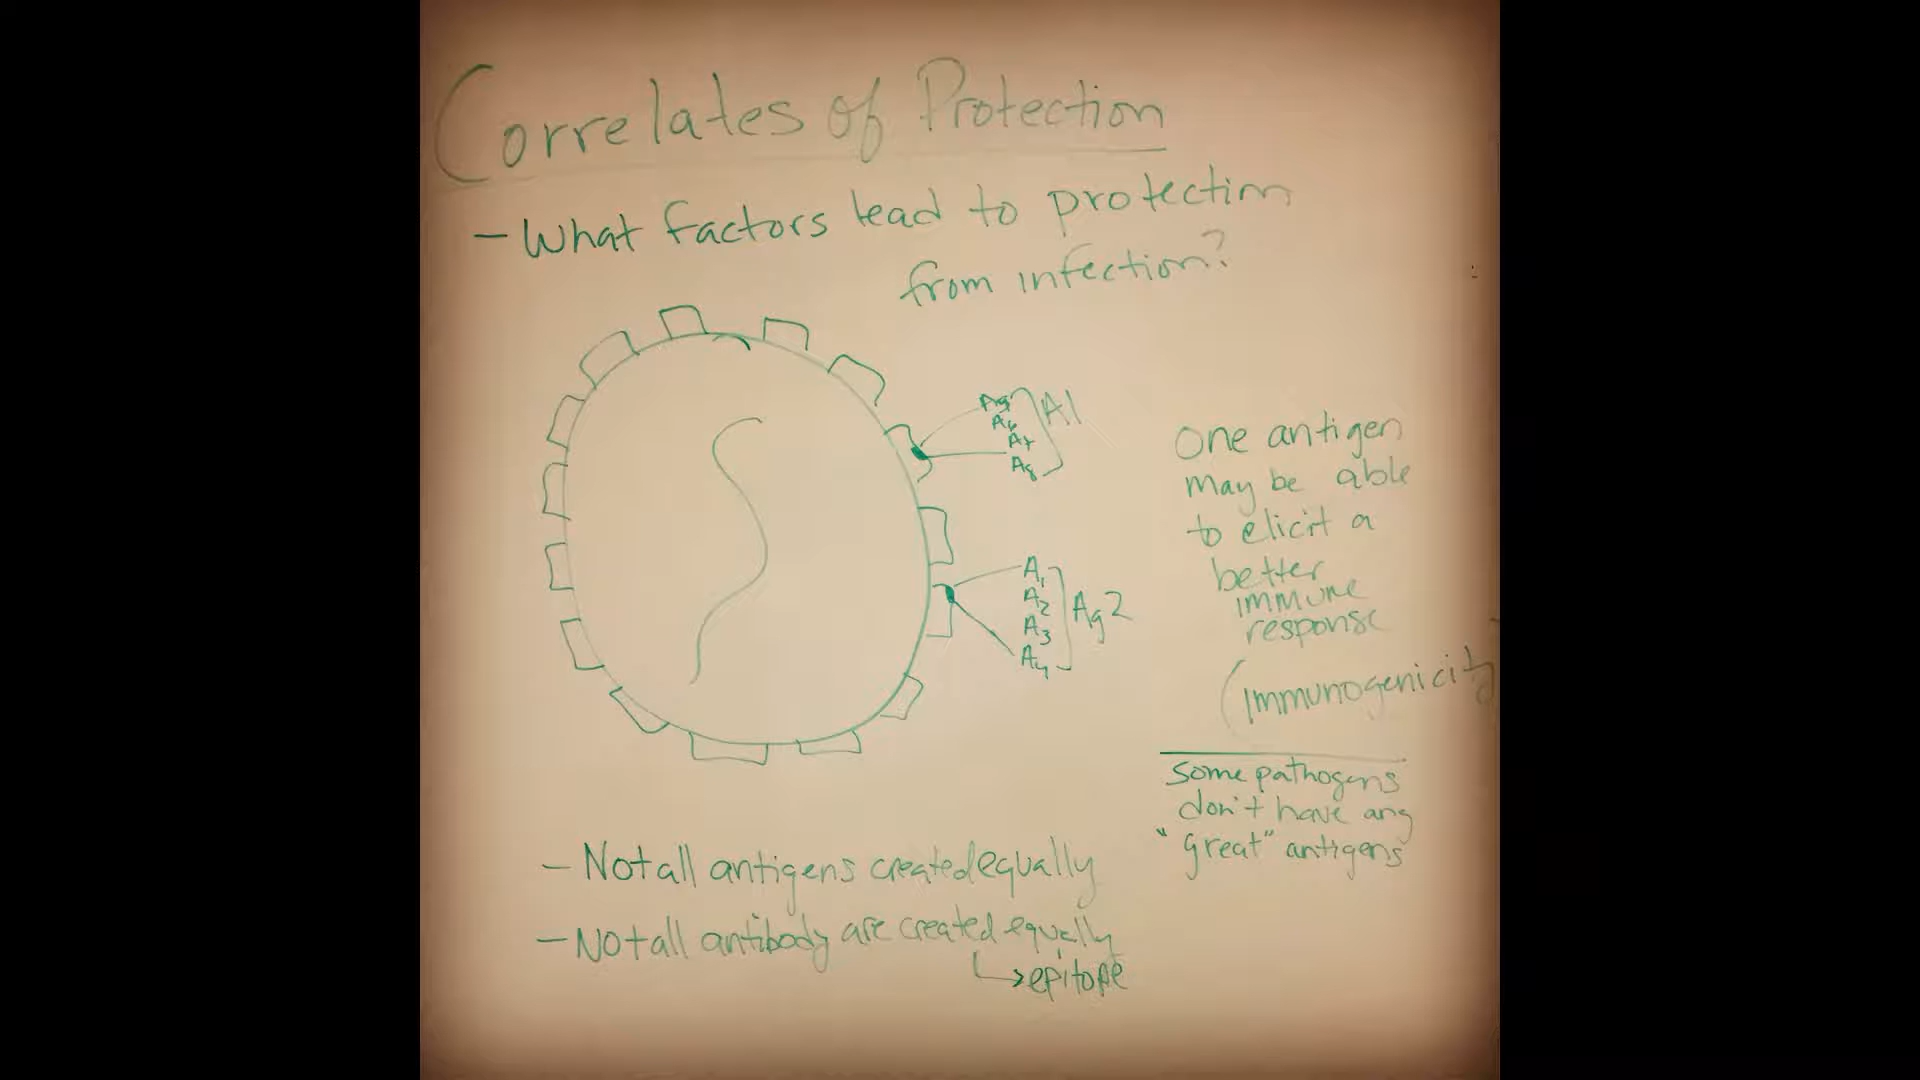 Correlates of Protection
- What factors lead to protection
from infection?
A6
A8
A1
A1
A2
A3
A4
Ag2
One antigen
may be able
to elicit a
better
immune
response
(Immunogenicity
Some pathogens
don't have any
"great" antigens
- Not all antigens created equally
- Not all antibody are created equally
→ epitope